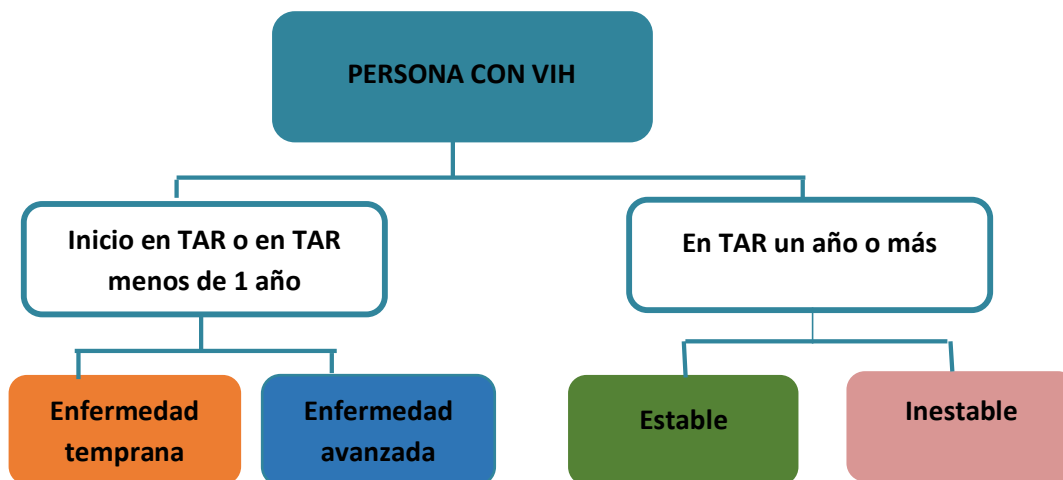 PERSONA CON VIH
Inicio en TAR o en TAR
menos de 1 año
En TAR un año o más
Enfermedad
temprana
Enfermedad
avanzada
Estable
Inestable